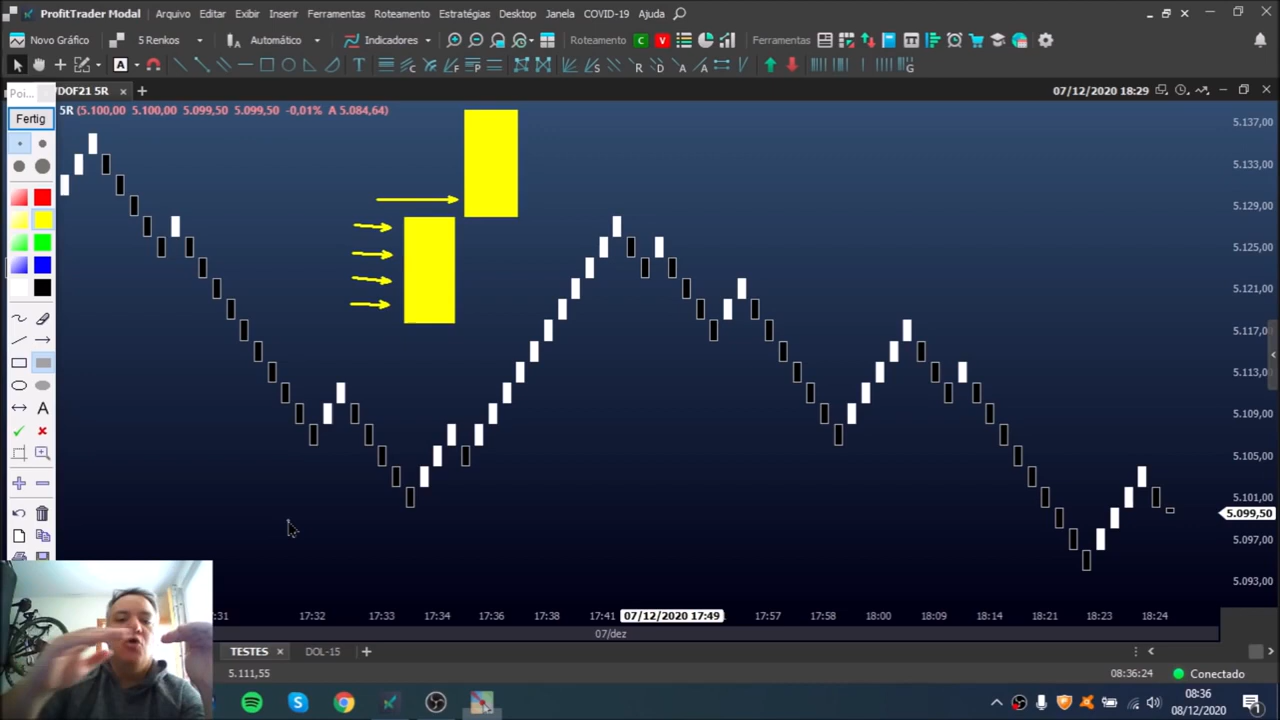 ProfitTrader Modal Arquivo Editar Exibir Inserir Ferramentas Roteamento Estratégias Desktop Janela COVID-19 Ajuda
Novo Gráfico 5 Renkos Automático Indicadores Roteamento C V Ferramentas
A T
Poi... DOF21 5R 07/12/2020 18:29
Fertig
5R (5.100,00 5.100,00 5.099,50 5.099,50 -0,01% A 5.084,64)
5.137,00
5.133,00
5.129,00
5.125,00
5.121,00
5.117,00
5.113,00
5.109,00
5.105,00
5.101,00
5.099,50
5.097,00
5.093,00
A
:31 17:32 17:33 17:34 17:36 17:38 17:41 07/12/2020 17:49 17:57 17:58 18:00 18:09 18:14 18:21 18:23 18:24
07/dez
TESTES DOL-15
5.111,55 08:36:24 Conectado
08:36
08/12/2020
1